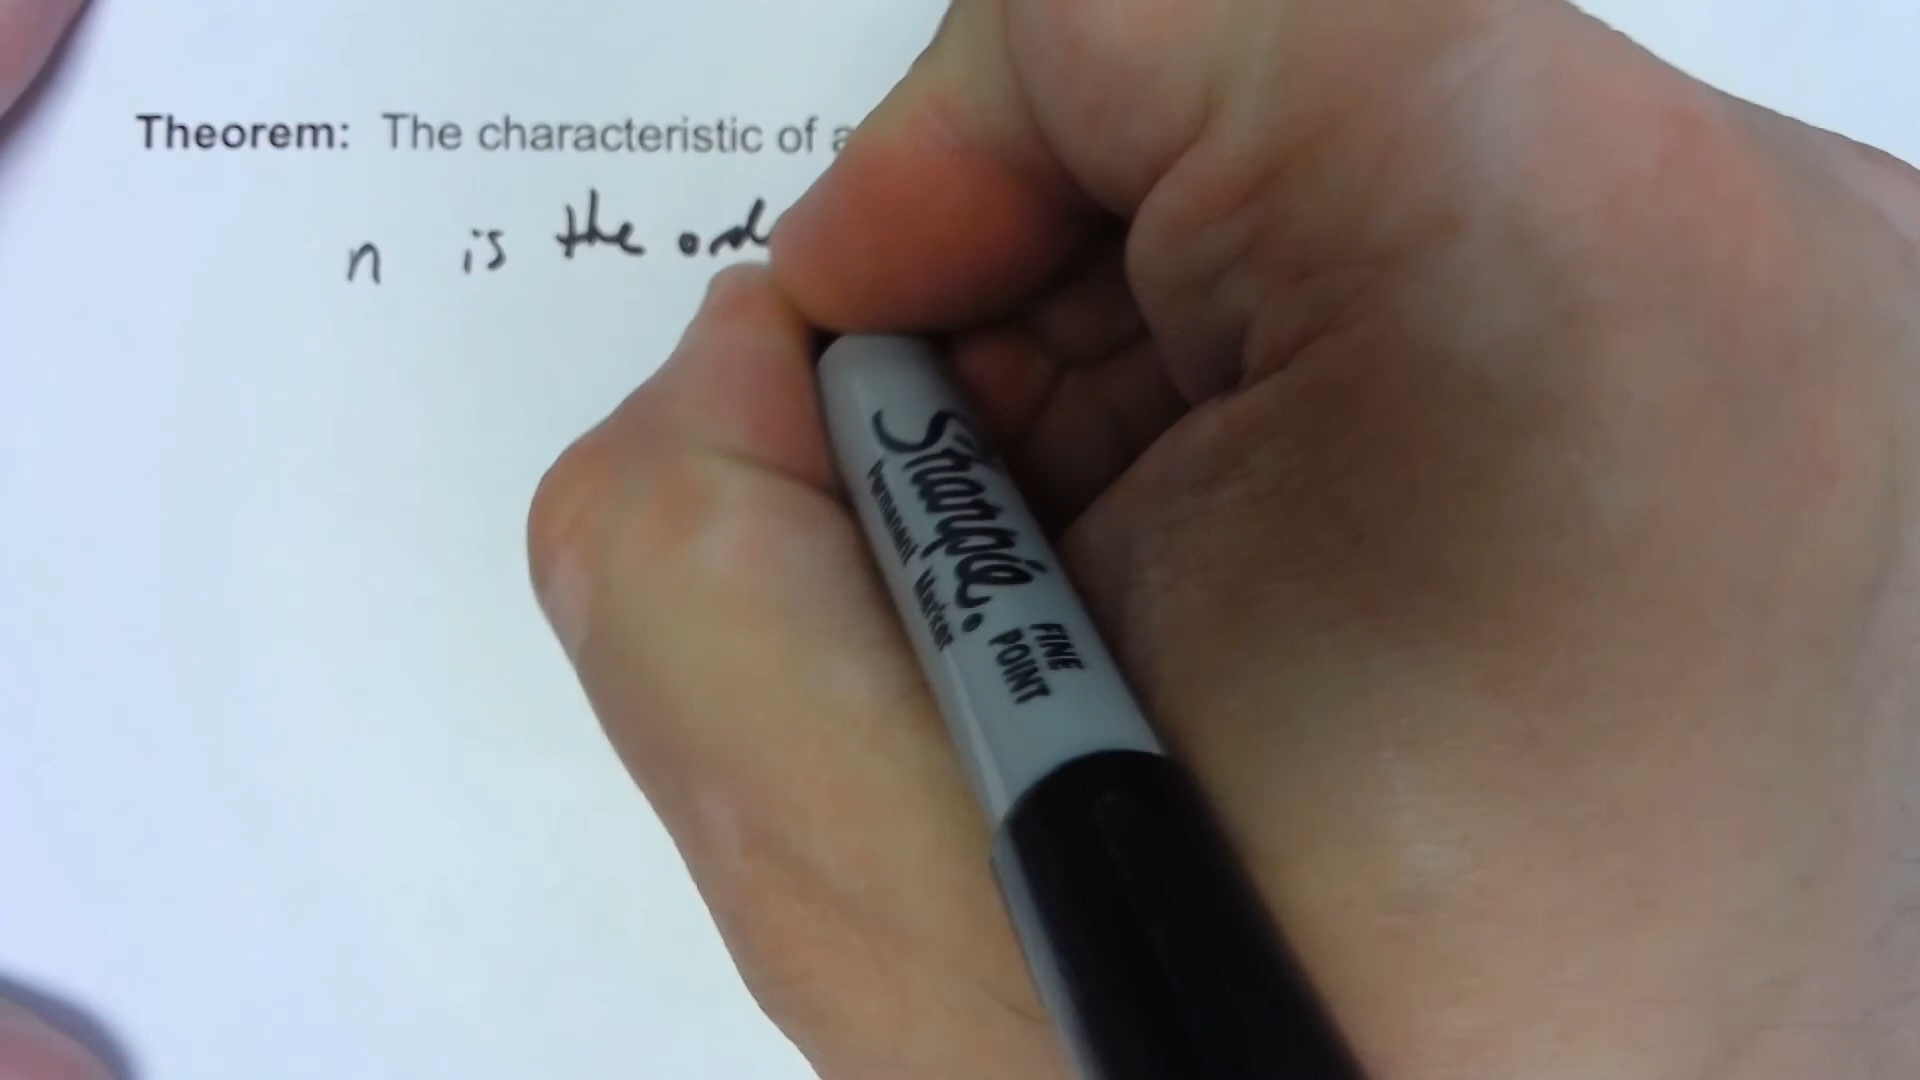 Theorem: The characteristic of a
n is the ord
Sharpie.
Permanent Marker
FINE
POINT